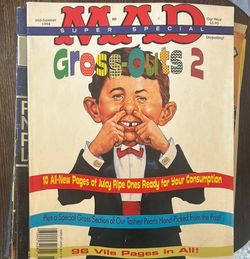 Mid-Summer
1994
MAD
Our Price
$3.95
Disgusting!
SUPER SPECIAL
Gross-Outs 2
10 All-New Pages of Juicy Ripe Ones Ready for Your Consumption
Plus a Special Gross Section of Our Tastiest Pearls Hand Picked from the Past!
96 Vile Pages in All!